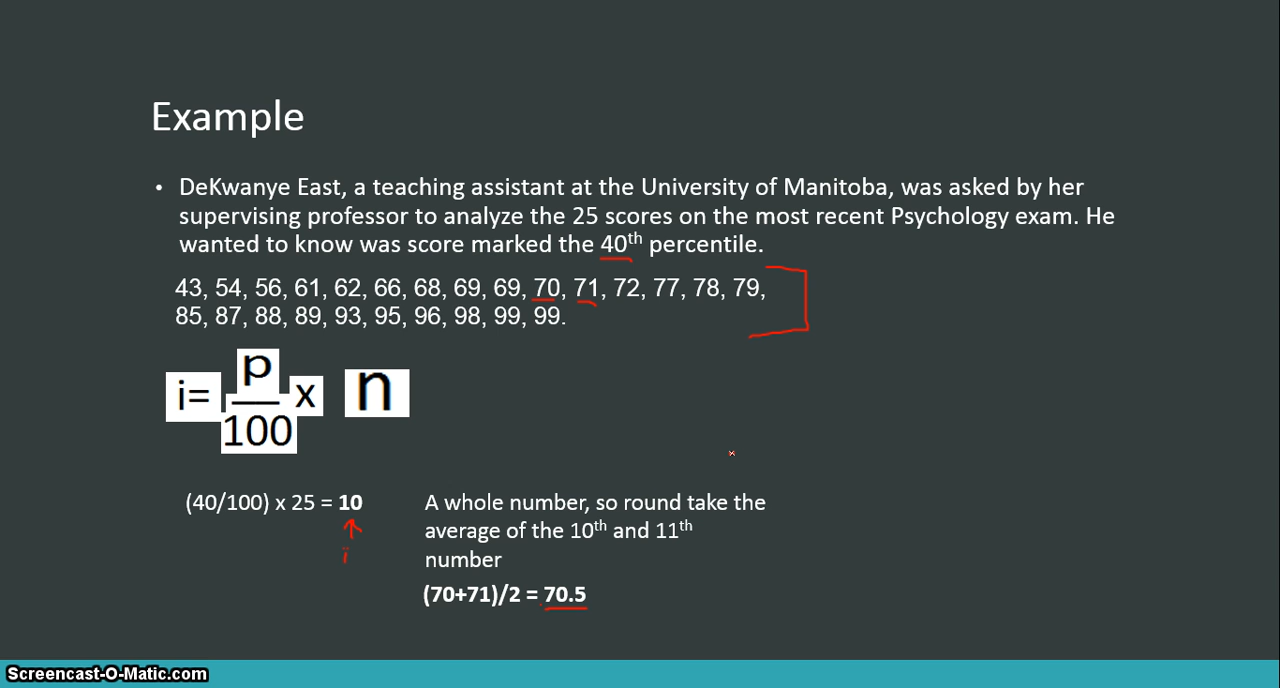 Example
• DeKwanye East, a teaching assistant at the University of Manitoba, was asked by her
supervising professor to analyze the 25 scores on the most recent Psychology exam. He
wanted to know was score marked the 40th percentile.
43, 54, 56, 61, 62, 66, 68, 69, 69, 70, 71, 72, 77, 78, 79,
85, 87, 88, 89, 93, 95, 96, 98, 99, 99.
i= p/100 x n
(40/100) x 25 = 10
i
A whole number, so round take the
average of the 10th and 11th
number
(70+71)/2 = 70.5
Screencast-O-Matic.com